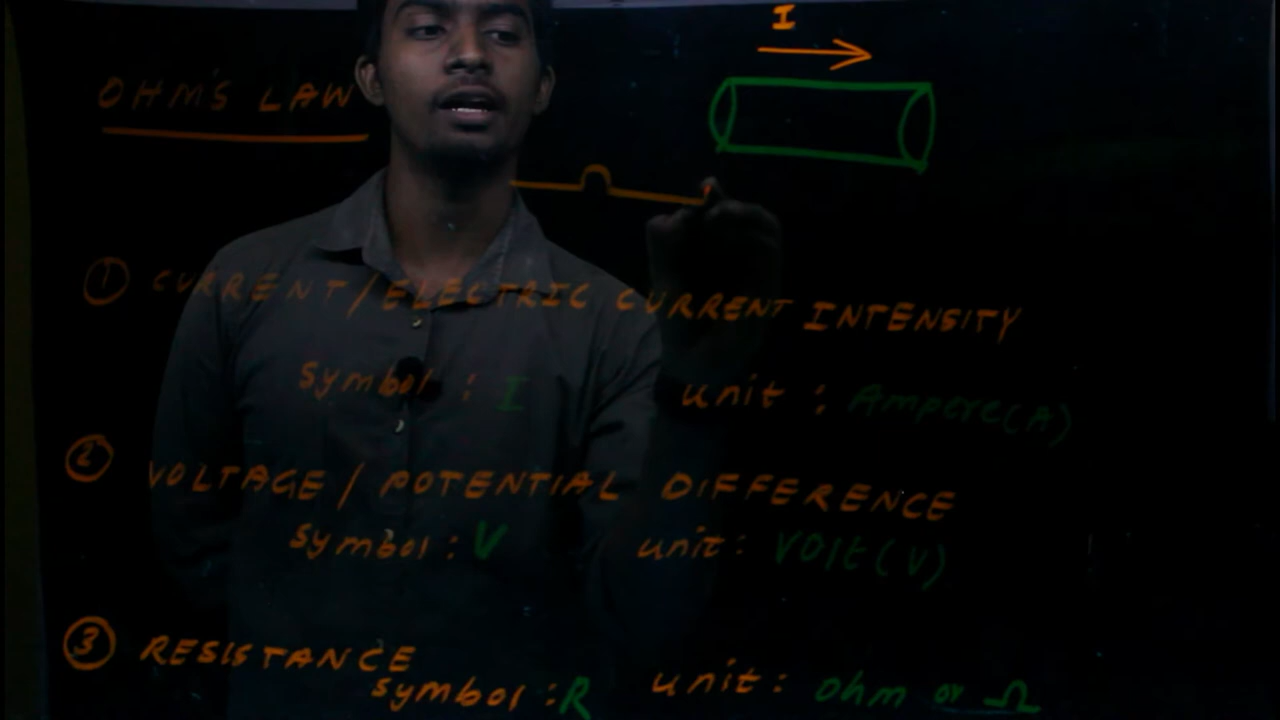 I
OHM'S LAW
1 CURRENT/ELECTRIC CURRENT INTENSITY
symbol : I unit : Ampere(A)
2 VOLTAGE / POTENTIAL DIFFERENCE
symbol : V unit : Volt(V)
3 RESISTANCE
symbol : R unit : ohm or Ω